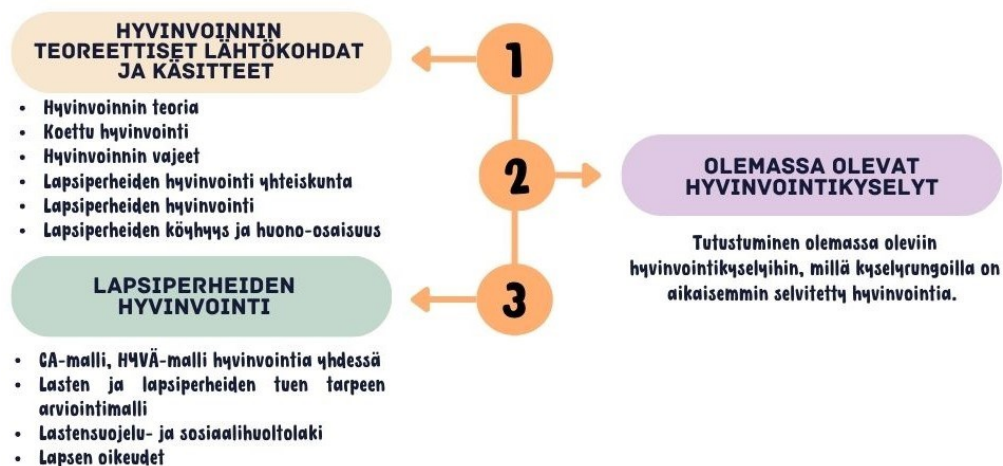 HYVINVOINNIN
TEOREETTISET LÄHTÖKOHDAT
JA KÄSITTEET
1
• Hyvinvoinnin teoria
• Koettu hyvinvointi
• Hyvinvoinnin vajeet
• Lapsiperheiden hyvinvointi yhteiskunta
• Lapsiperheiden hyvinvointi
• Lapsiperheiden köyhyys ja huono-osaisuus
2
OLEMASSA OLEVAT
HYVINVOINTIKYSELYT
Tutustuminen olemassa oleviin
hyvinvointikyselyihin, millä kyselyrungoilla on
aikaisemmin selvitetty hyvinvointia.
LAPSIPERHEIDEN
HYVINVOINTI
3
• CA-malli, HYVÄ-malli hyvinvointia yhdessä
• Lasten ja lapsiperheiden tuen tarpeen
arviointimalli
• Lastensuojelu- ja sosiaalihuoltolaki
• Lapsen oikeudet